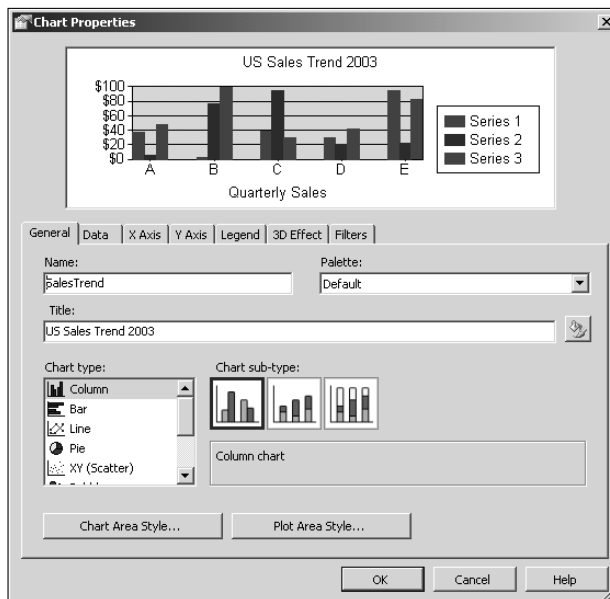 Chart Properties
US Sales Trend 2003
$100
$80
$60
$40
$20
$0
A B C D E
Series 1
Series 2
Series 3
Quarterly Sales
General Data X Axis Y Axis Legend 3D Effect Filters
Name: Palette:
SalesTrend Default
Title:
US Sales Trend 2003
Chart type: Chart sub-type:
Column
Bar
Line
Pie
XY (Scatter)
Column chart
Chart Area Style... Plot Area Style...
OK Cancel Help